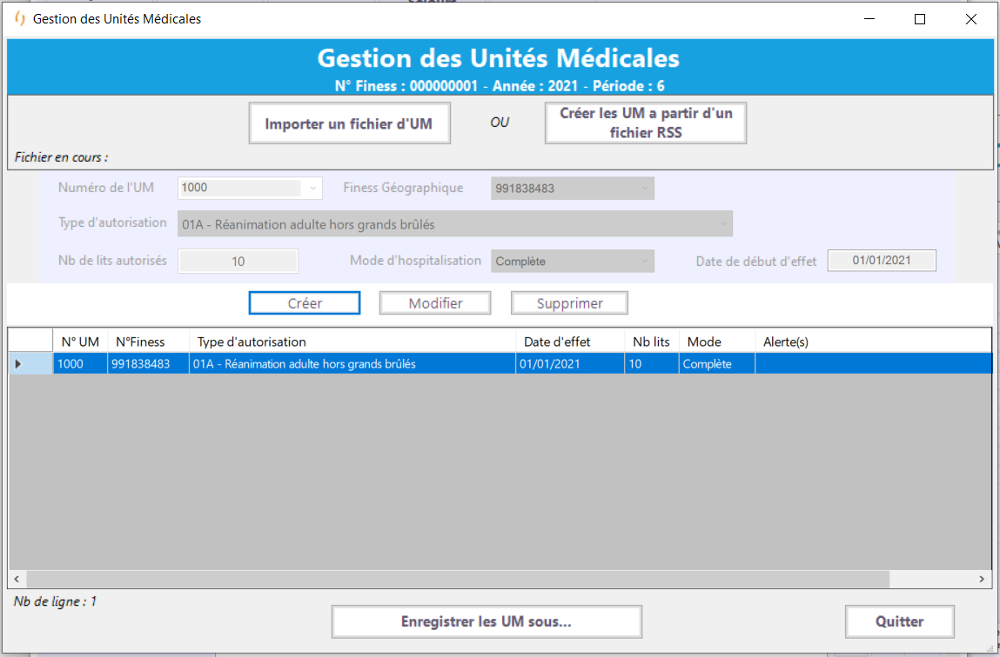 Gestion des Unités Médicales
Gestion des Unités Médicales
N° Finess : 000000001 - Année : 2021 - Période : 6
Importer un fichier d'UM
OU
Créer les UM a partir d'un
fichier RSS
Fichier en cours :
Numéro de l'UM 1000 Finess Géographique 991838483
Type d'autorisation 01A - Réanimation adulte hors grands brûlés
Nb de lits autorisés 10 Mode d'hospitalisation Complète Date de début d'effet 01/01/2021
Créer Modifier Supprimer
N° UM N°Finess Type d'autorisation Date d'effet Nb lits Mode Alerte(s)
1000 991838483 01A - Réanimation adulte hors grands brûlés 01/01/2021 10 Complète
Nb de ligne : 1
Enregistrer les UM sous... Quitter